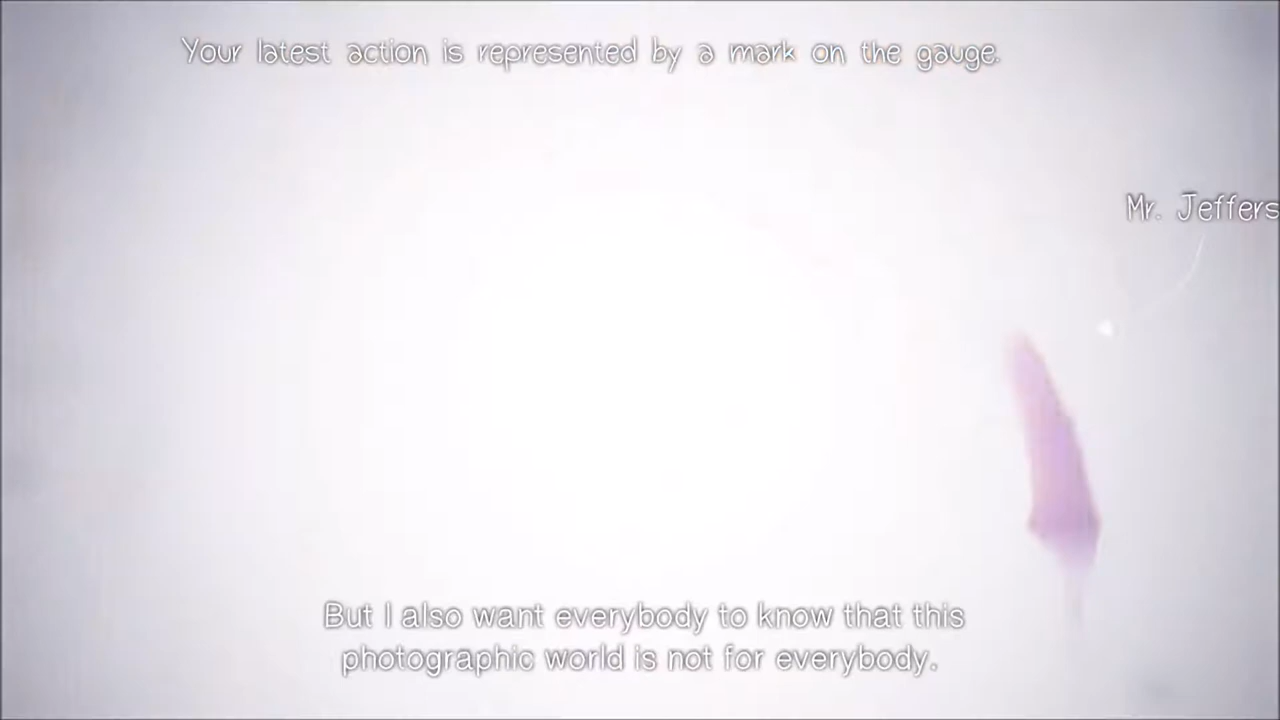 Your latest action is represented by a mark on the gauge.
Mr. Jeffers
But I also want everybody to know that this
photographic world is not for everybody.